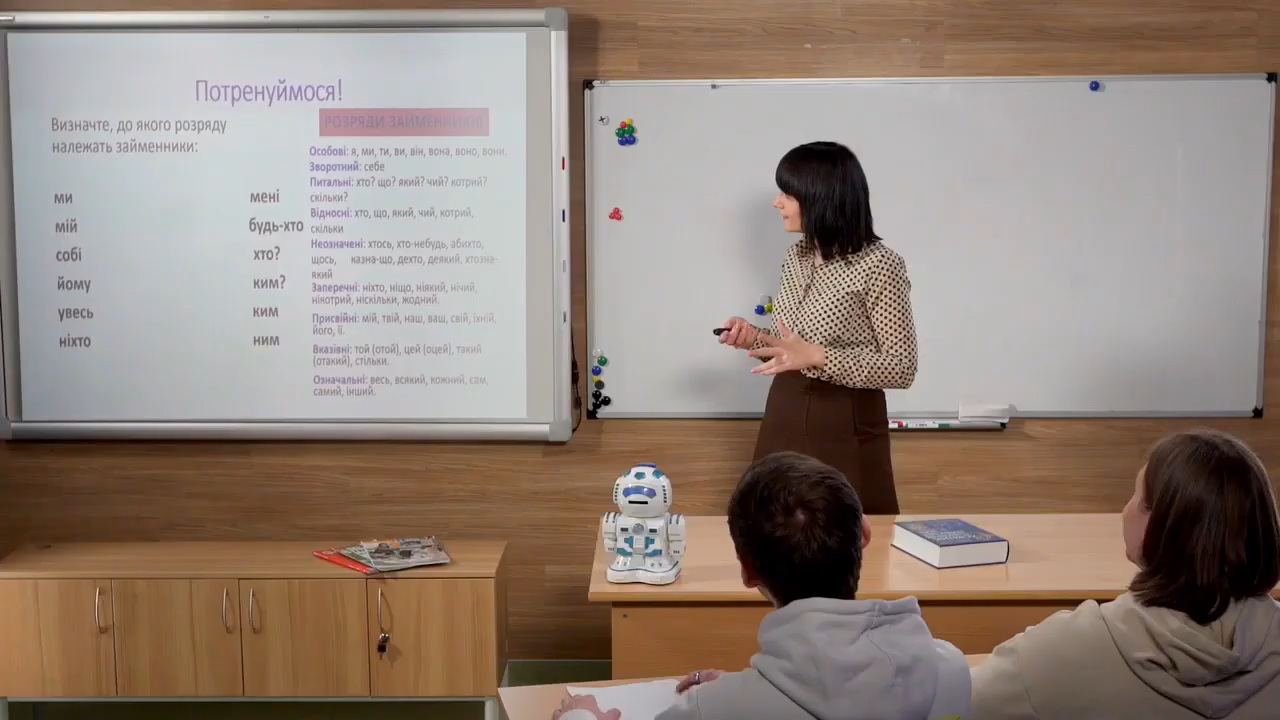 Потренуймося!
Визначте, до якого розряду
належать займенники:
ми
мій
собі
йому
увесь
ніхто
мені
будь-хто
хто?
ким?
ким
ним
РОЗРЯДИ ЗАЙМЕННИКІВ
Особові: я, ми, ти, ви, він, вона, воно, вони.
Зворотний: себе
Питальні: хто? що? який? чий? котрий?
скільки?
Відносні: хто, що, який, чий, котрий,
скільки
Неозначені: хтось, хто-небудь, абихто,
щось, казна-що, дехто, деякий, хтозна-
який
Заперечні: ніхто, ніщо, ніякий, нічий,
нікотрий, ніскільки, жодний.
Присвійні: мій, твій, наш, ваш, свій, їхній,
його, її.
Вказівні: той (отой), цей (оцей), такий
(отакий), стільки.
Означальні: весь, всякий, кожний, сам,
самий, інший.